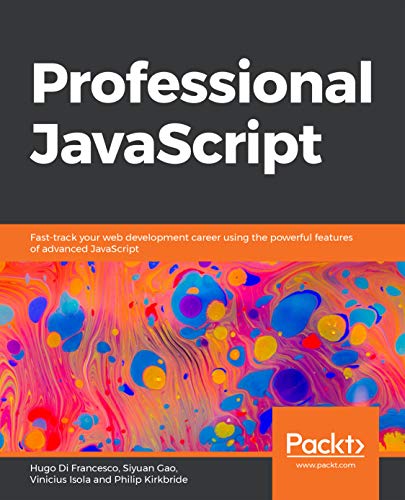 Professional
JavaScript
Fast-track your web development career using the powerful features
of advanced JavaScript
Hugo Di Francesco, Siyuan Gao,
Vinicius Isola and Philip Kirkbride
Packt>
www.packt.com